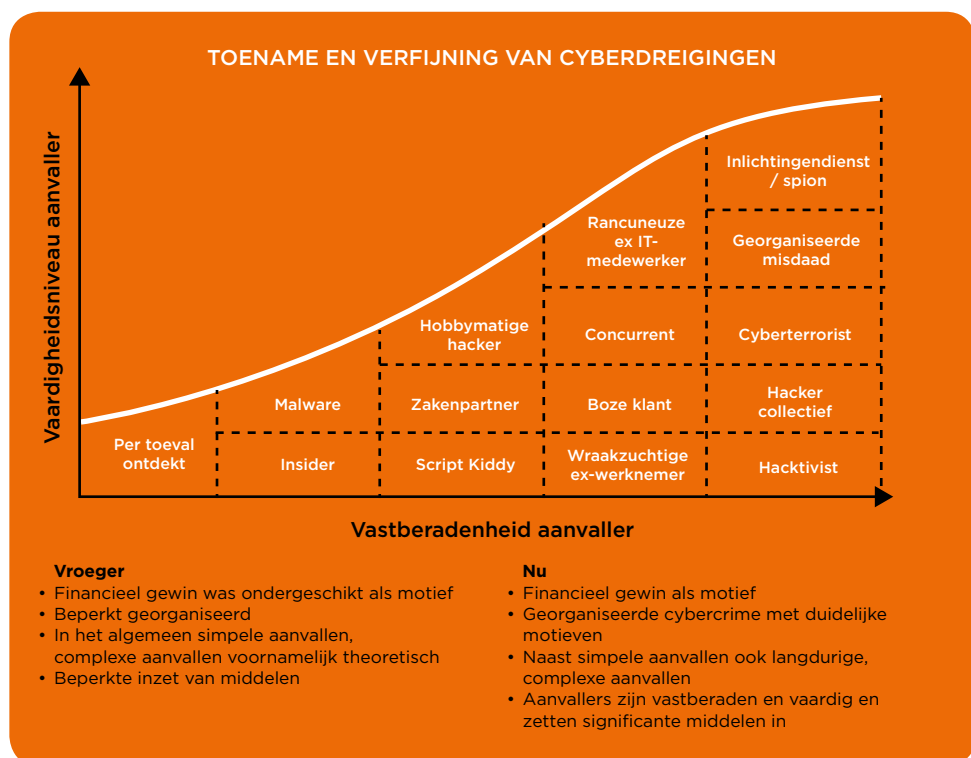 TOENAME EN VERFIJNING VAN CYBERDREIGINGEN
Vaardigheidsniveau aanvaller
Per toeval
ontdekt
Malware
Insider
Hobbymatige
hacker
Zakenpartner
Script Kiddy
Rancuneuze
ex IT-
medewerker
Concurrent
Boze klant
Wraakzuchtige
ex-werknemer
Inlichtingendienst
/ spion
Georganiseerde
misdaad
Cyberterrorist
Hacker
collectief
Hacktivist
Vastberadenheid aanvaller
Vroeger
• Financieel gewin was ondergeschikt als motief
• Beperkt georganiseerd
• In het algemeen simpele aanvallen,
complexe aanvallen voornamelijk theoretisch
• Beperkte inzet van middelen
Nu
• Financieel gewin als motief
• Georganiseerde cybercrime met duidelijke
motieven
• Naast simpele aanvallen ook langdurige,
complexe aanvallen
• Aanvallers zijn vastberaden en vaardig en
zetten significante middelen in